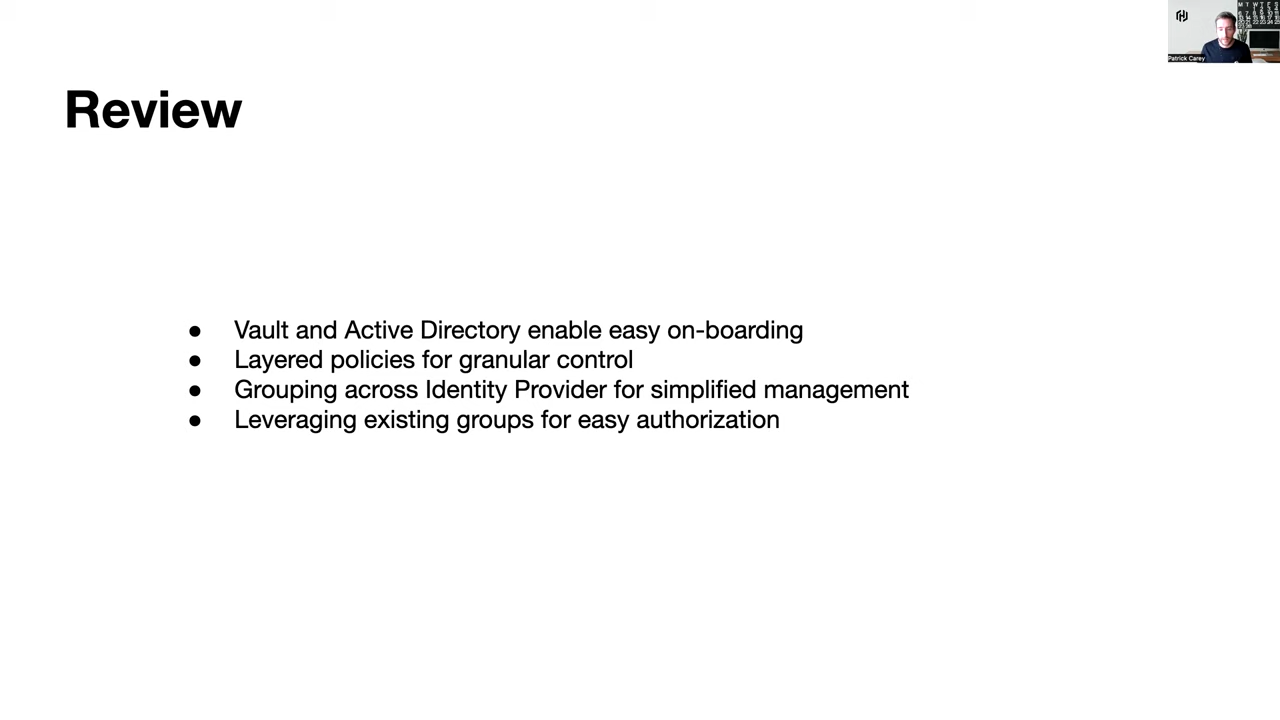 Review
● Vault and Active Directory enable easy on-boarding
● Layered policies for granular control
● Grouping across Identity Provider for simplified management
● Leveraging existing groups for easy authorization
Patrick Carey